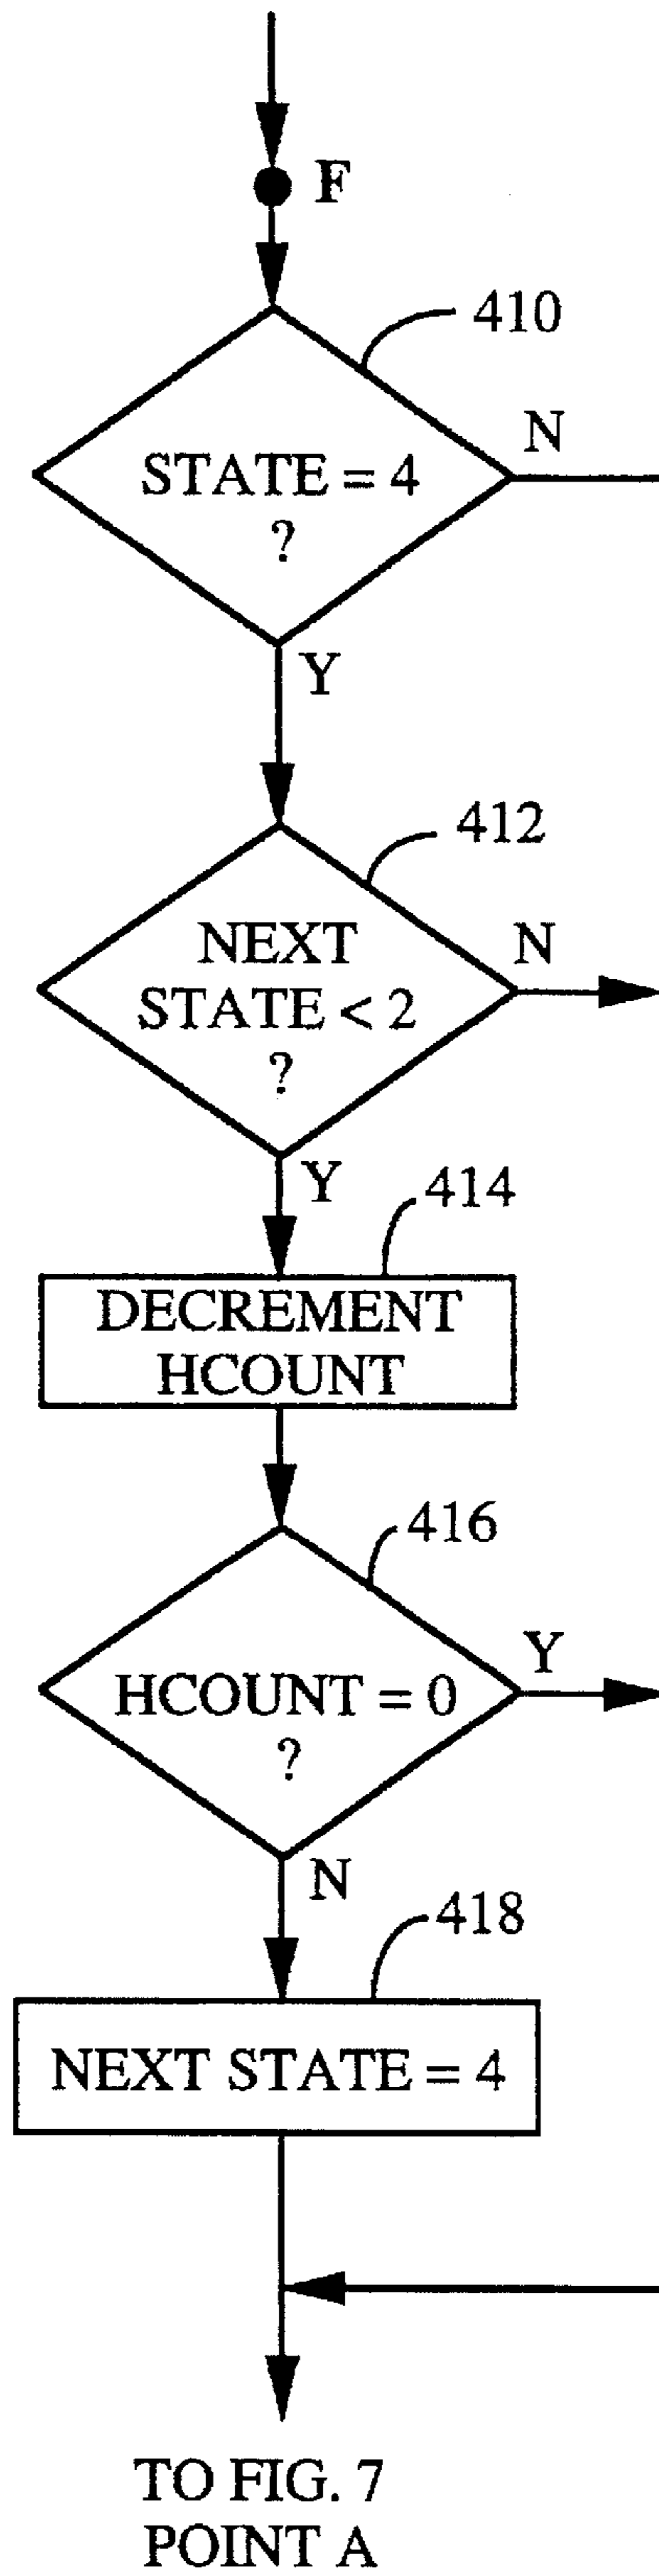 F
410
N
STATE = 4
?
Y
412
NEXT
N
STATE < 2
?
Y
414
DECREMENT
HCOUNT
416
Y
HCOUNT = 0
?
N
418
NEXT STATE = 4
TO FIG. 7
POINT A